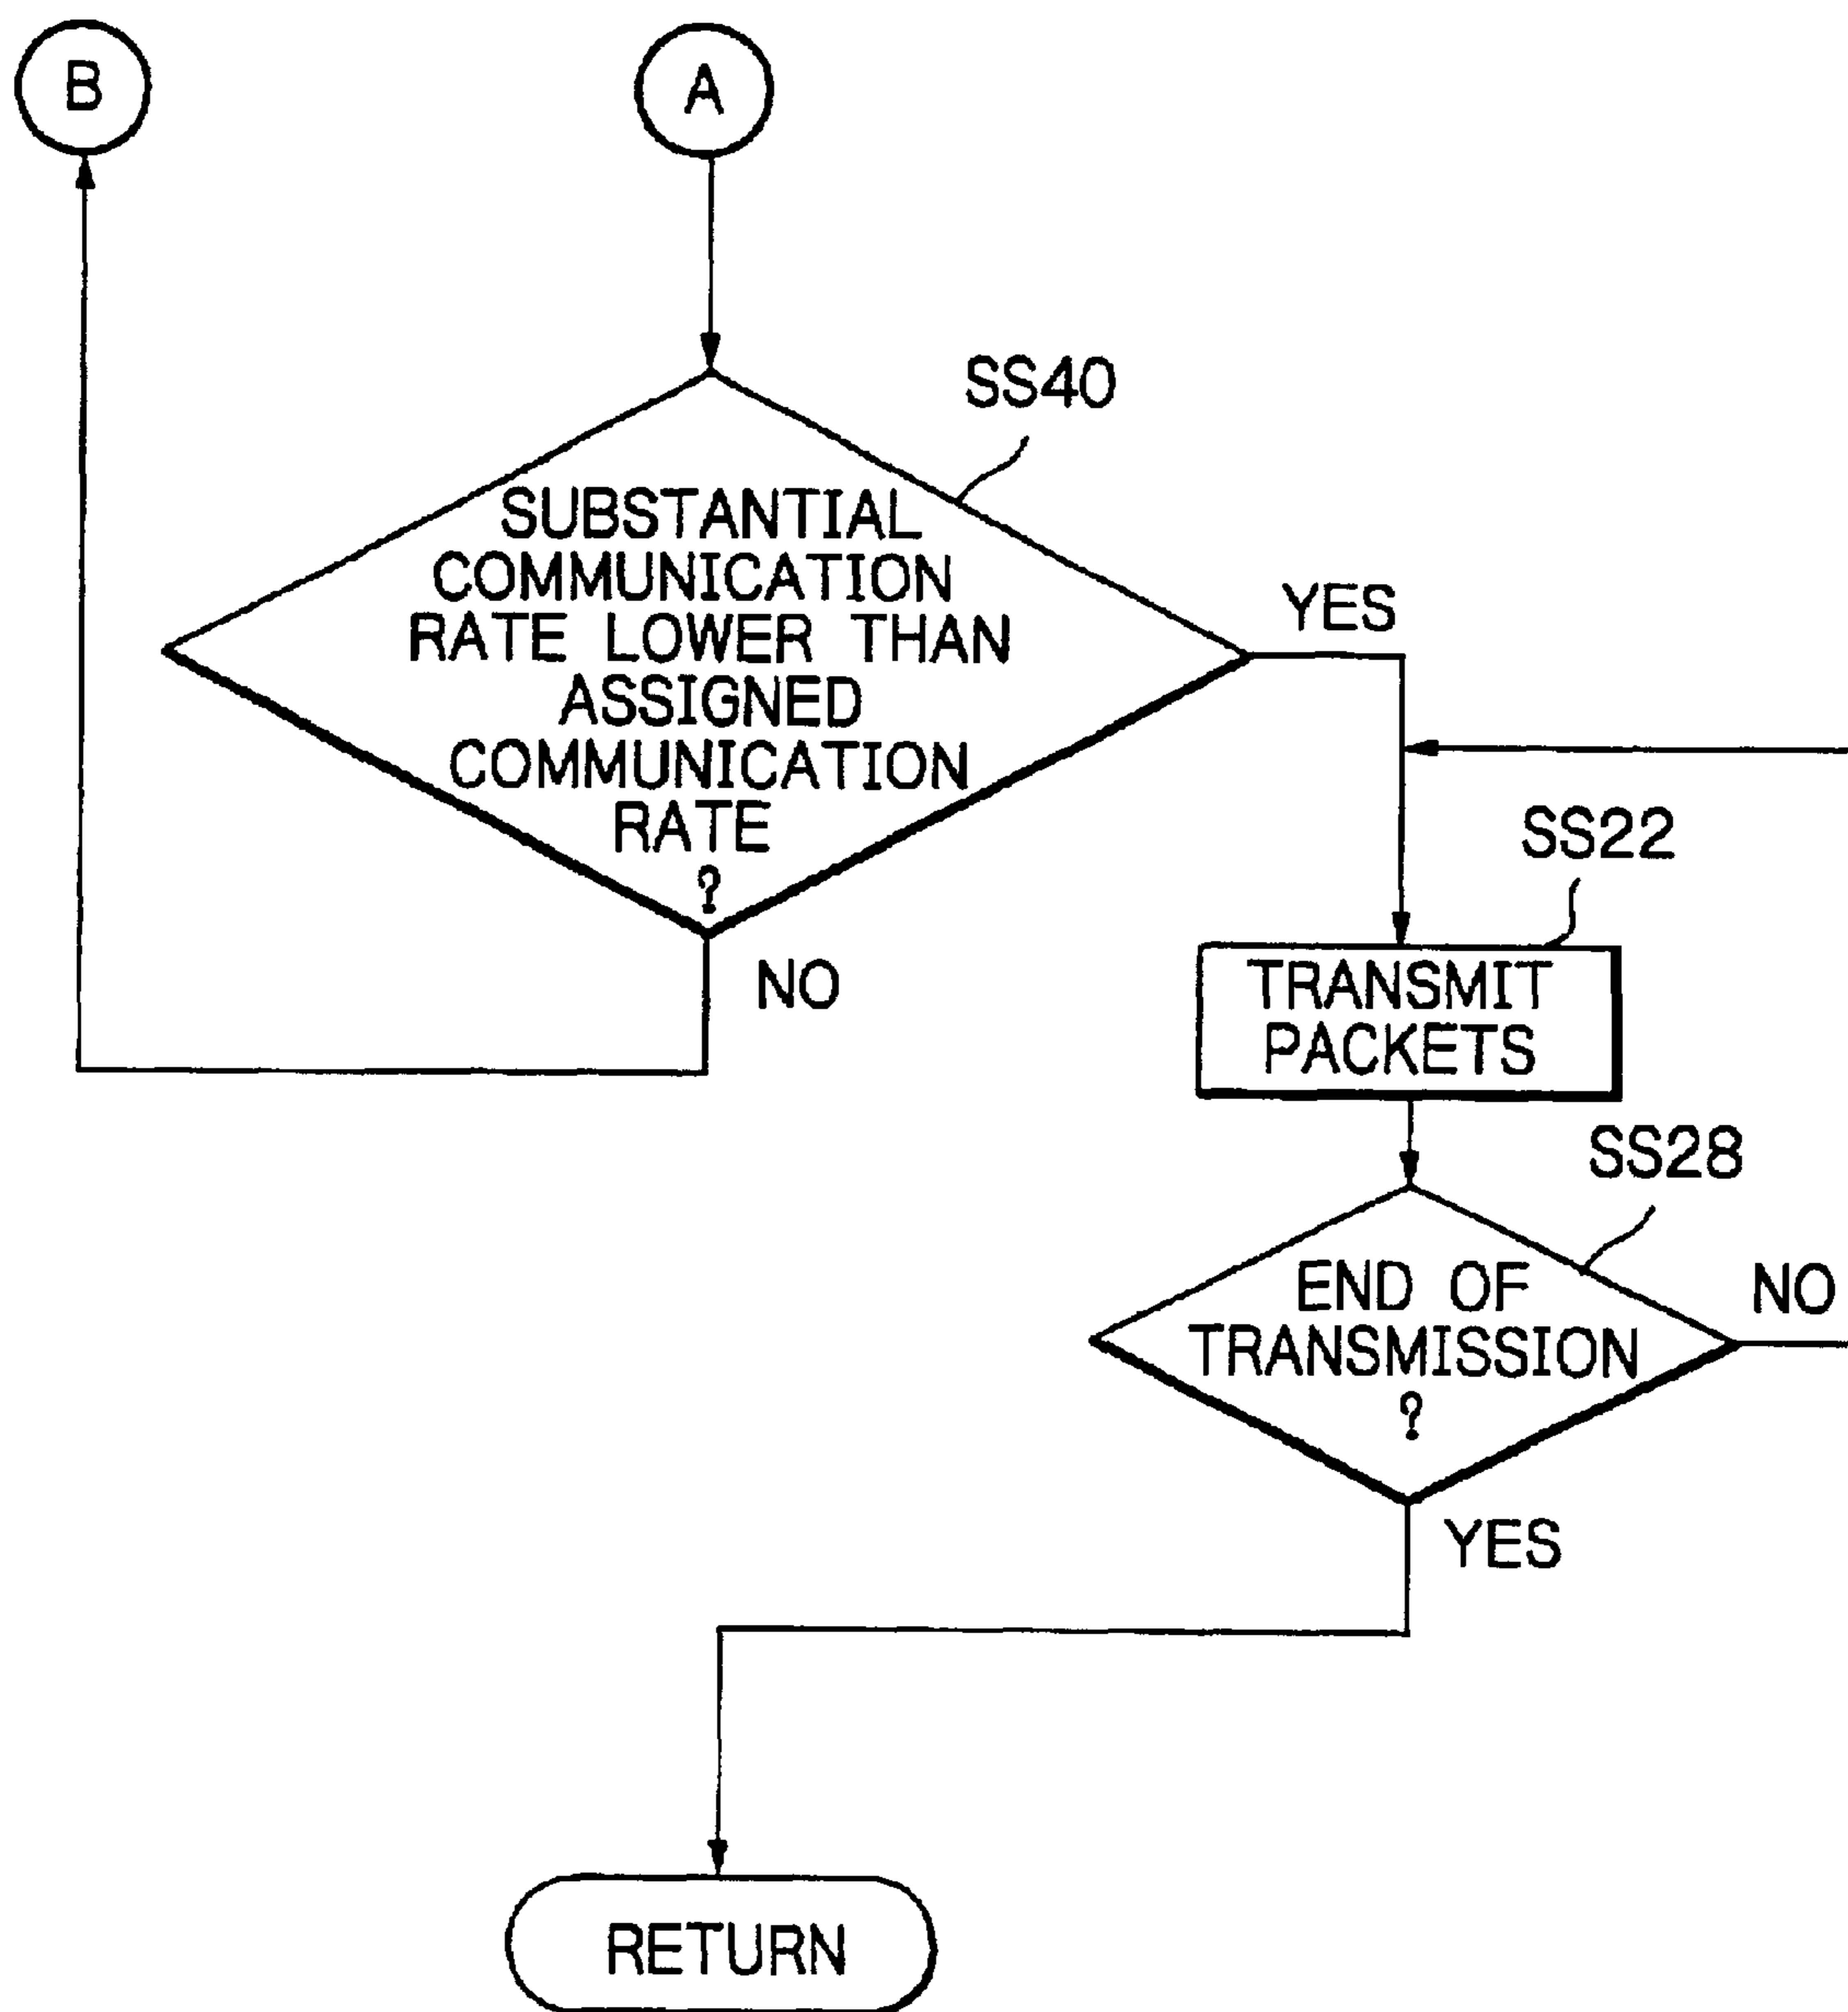 B
A
SS40
SUBSTANTIAL
COMMUNICATION
RATE LOWER THAN
ASSIGNED
COMMUNICATION
RATE
?
YES
NO
SS22
TRANSMIT
PACKETS
SS28
END OF
TRANSMISSION
?
NO
YES
RETURN